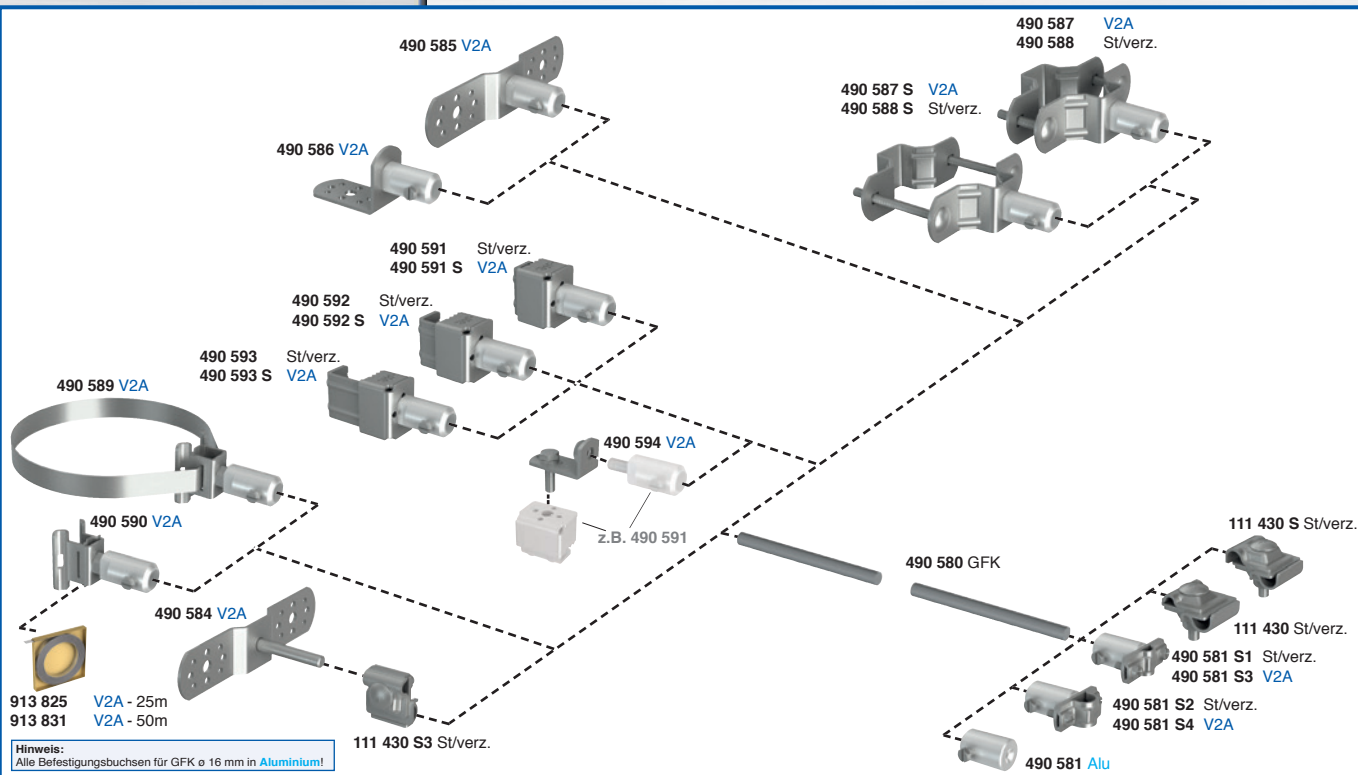 490 585 V2A
490 587 V2A
490 588 St/verz.
490 587 S V2A
490 588 S St/verz.
490 586 V2A
490 591 St/verz.
490 591 S V2A
490 592 St/verz.
490 592 S V2A
490 593 St/verz.
490 593 S V2A
490 589 V2A
490 594 V2A
z.B. 490 591
490 590 V2A
490 584 V2A
913 825 V2A - 25m
913 831 V2A - 50m
111 430 S3 St/verz.
490 580 GFK
111 430 S St/verz.
111 430 St/verz.
490 581 S1 St/verz.
490 581 S3 V2A
490 581 S2 St/verz.
490 581 S4 V2A
490 581 Alu
Hinweis:
Alle Befestigungsbuchsen für GFK ø 16 mm in Aluminium!